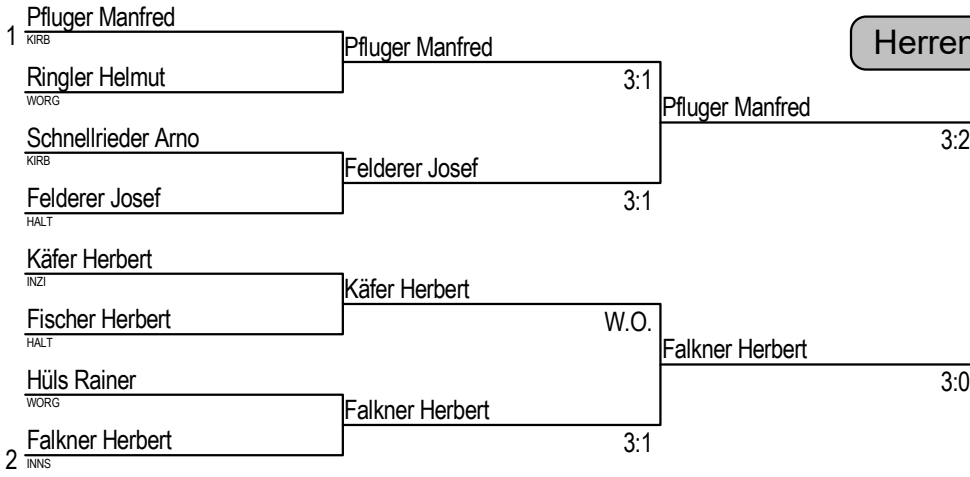 Pfluger Manfred
1
KIRB
Pfluger Manfred
Herren
Ringler Helmut
3:1
WORG
Pfluger Manfred
Schnellrieder Arno
3:2
KIRB
Felderer Josef
Felderer Josef
3:1
HALT
Käfer Herbert
INZI
Käfer Herbert
Fischer Herbert
W.O.
HALT
Falkner Herbert
Hüls Rainer
3:0
WORG
Falkner Herbert
Falkner Herbert
3:1
2
INNS